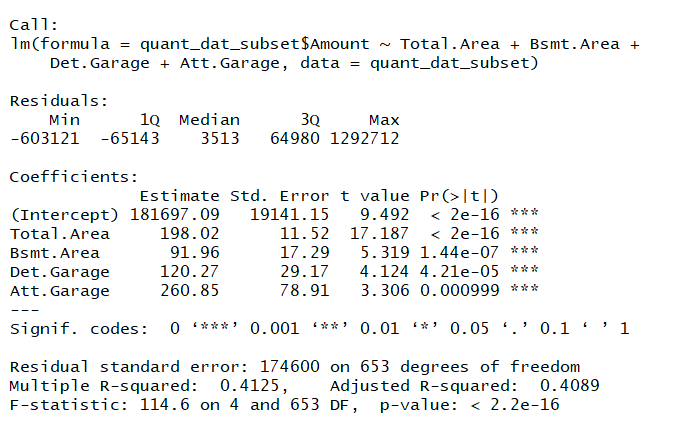 Call:
lm(formula = quant_dat_subset$Amount ~ Total.Area + Bsmt.Area +
    Det.Garage + Att.Garage, data = quant_dat_subset)

Residuals:
    Min      1Q  Median      3Q     Max
-603121  -65143    3513   64980 1292712

Coefficients:
             Estimate Std. Error t value Pr(>|t|)
(Intercept) 181697.09   19141.15   9.492  < 2e-16 ***
Total.Area     198.02      11.52  17.187  < 2e-16 ***
Bsmt.Area       91.96      17.29   5.319 1.44e-07 ***
Det.Garage     120.27      29.17   4.124 4.21e-05 ***
Att.Garage     260.85      78.91   3.306 0.000999 ***
---
Signif. codes:  0 ‘***’ 0.001 ‘**’ 0.01 ‘*’ 0.05 ‘.’ 0.1 ‘ ’ 1

Residual standard error: 174600 on 653 degrees of freedom
Multiple R-squared:  0.4125,    Adjusted R-squared:  0.4089
F-statistic: 114.6 on 4 and 653 DF,  p-value: < 2.2e-16